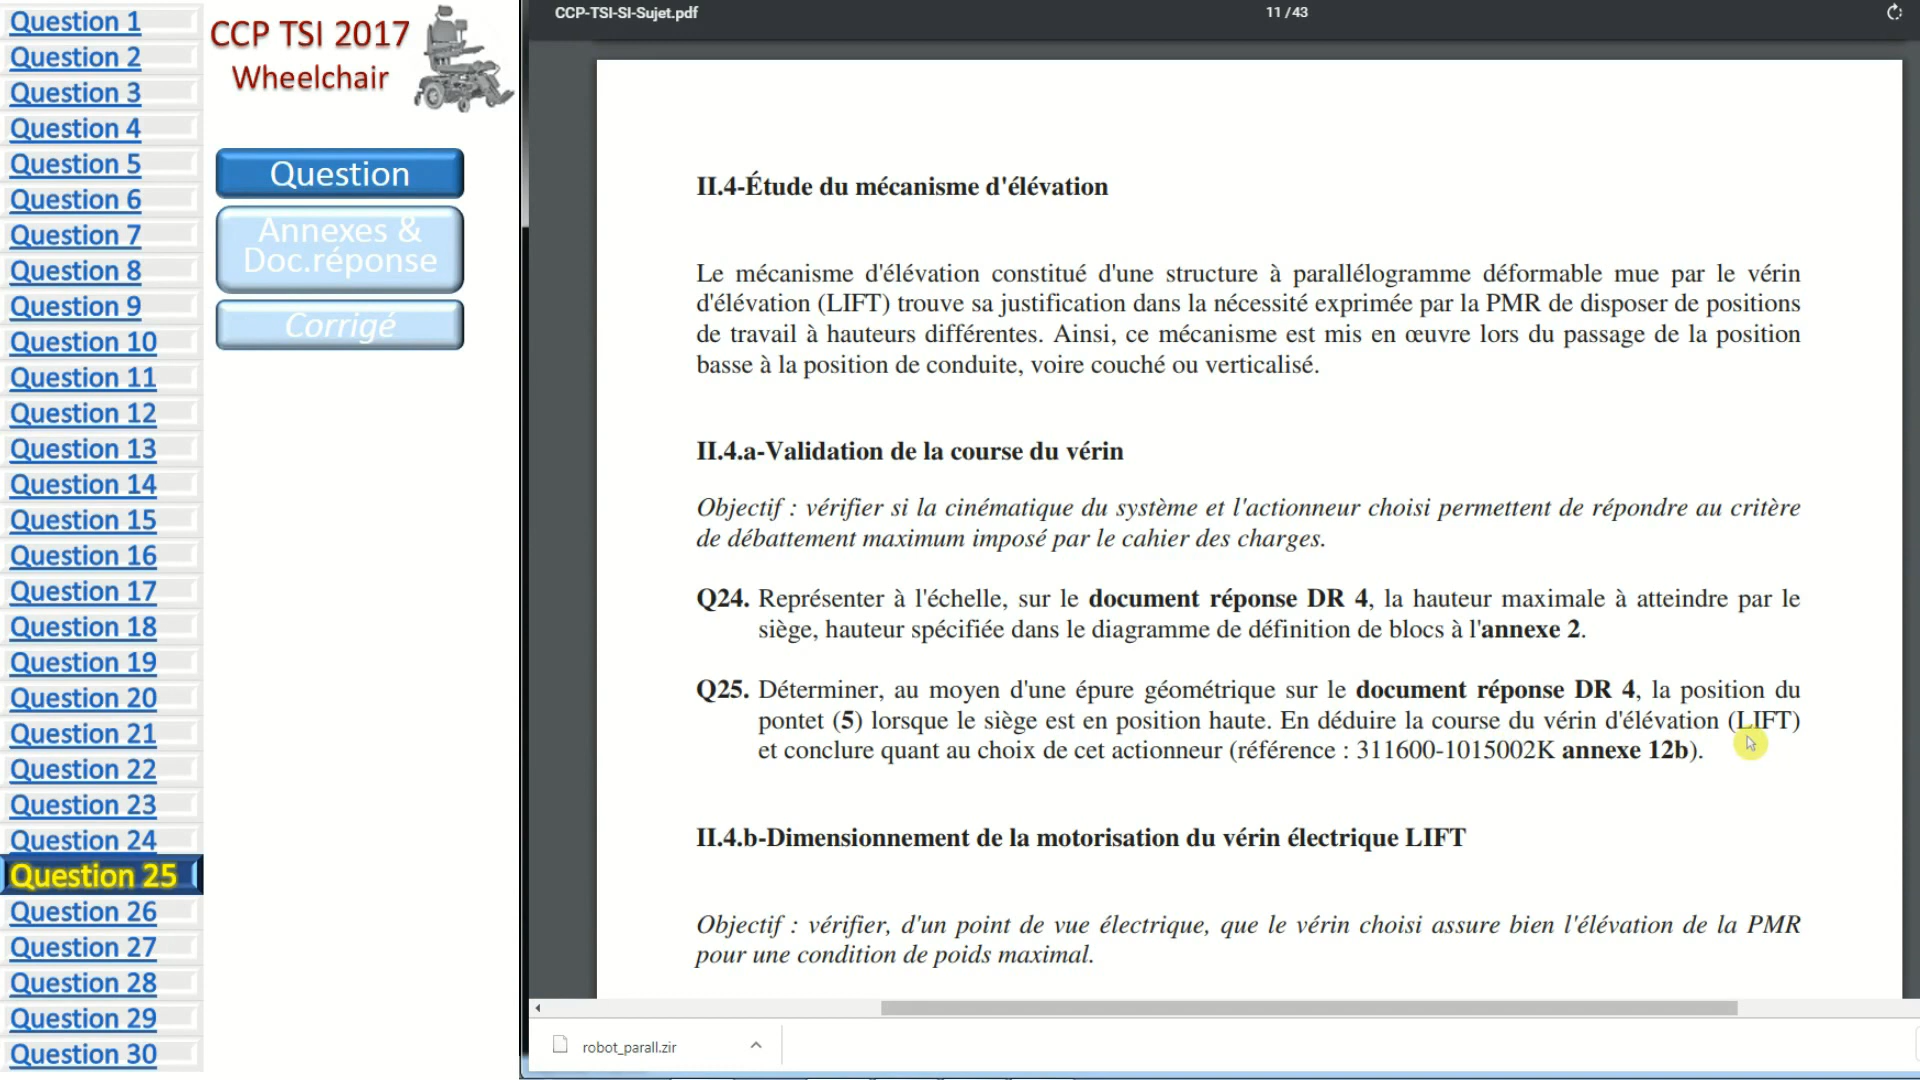 Question 1
Question 2
Question 3
Question 4
Question 5
Question 6
Question 7
Question 8
Question 9
Question 10
Question 11
Question 12
Question 13
Question 14
Question 15
Question 16
Question 17
Question 18
Question 19
Question 20
Question 21
Question 22
Question 23
Question 24
Question 25
Question 26
Question 27
Question 28
Question 29
Question 30
CCP TSI 2017
Wheelchair
Question
Annexes &
Doc.réponse
Corrigé
CCP-TSI-SI-Sujet.pdf
11 / 43
II.4-Étude du mécanisme d'élévation
Le mécanisme d'élévation constitué d'une structure à parallélogramme déformable mue par le vérin
d'élévation (LIFT) trouve sa justification dans la nécessité exprimée par la PMR de disposer de positions
de travail à hauteurs différentes. Ainsi, ce mécanisme est mis en œuvre lors du passage de la position
basse à la position de conduite, voire couché ou verticalisé.
II.4.a-Validation de la course du vérin
Objectif : vérifier si la cinématique du système et l'actionneur choisi permettent de répondre au critère
de débattement maximum imposé par le cahier des charges.
Q24. Représenter à l'échelle, sur le document réponse DR 4, la hauteur maximale à atteindre par le
siège, hauteur spécifiée dans le diagramme de définition de blocs à l'annexe 2.
Q25. Déterminer, au moyen d'une épure géométrique sur le document réponse DR 4, la position du
pontet (5) lorsque le siège est en position haute. En déduire la course du vérin d'élévation (LIFT)
et conclure quant au choix de cet actionneur (référence : 311600-1015002K annexe 12b).
II.4.b-Dimensionnement de la motorisation du vérin électrique LIFT
Objectif : vérifier, d'un point de vue électrique, que le vérin choisi assure bien l'élévation de la PMR
pour une condition de poids maximal.
robot_parall.zir